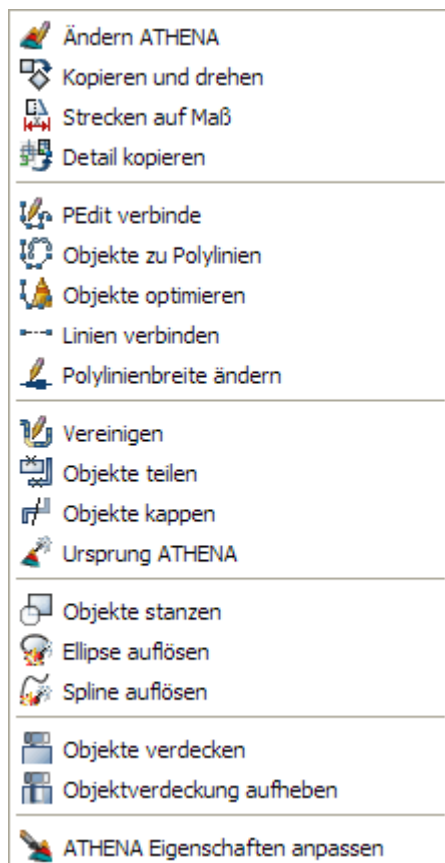 Ändern ATHENA
Kopieren und drehen
Strecken auf Maß
Detail kopieren
PEdit verbinde
Objekte zu Polylinien
Objekte optimieren
Linien verbinden
Polylinienbreite ändern
Vereinigen
Objekte teilen
Objekte kappen
Ursprung ATHENA
Objekte stanzen
Ellipse auflösen
Spline auflösen
Objekte verdecken
Objektverdeckung aufheben
ATHENA Eigenschaften anpassen